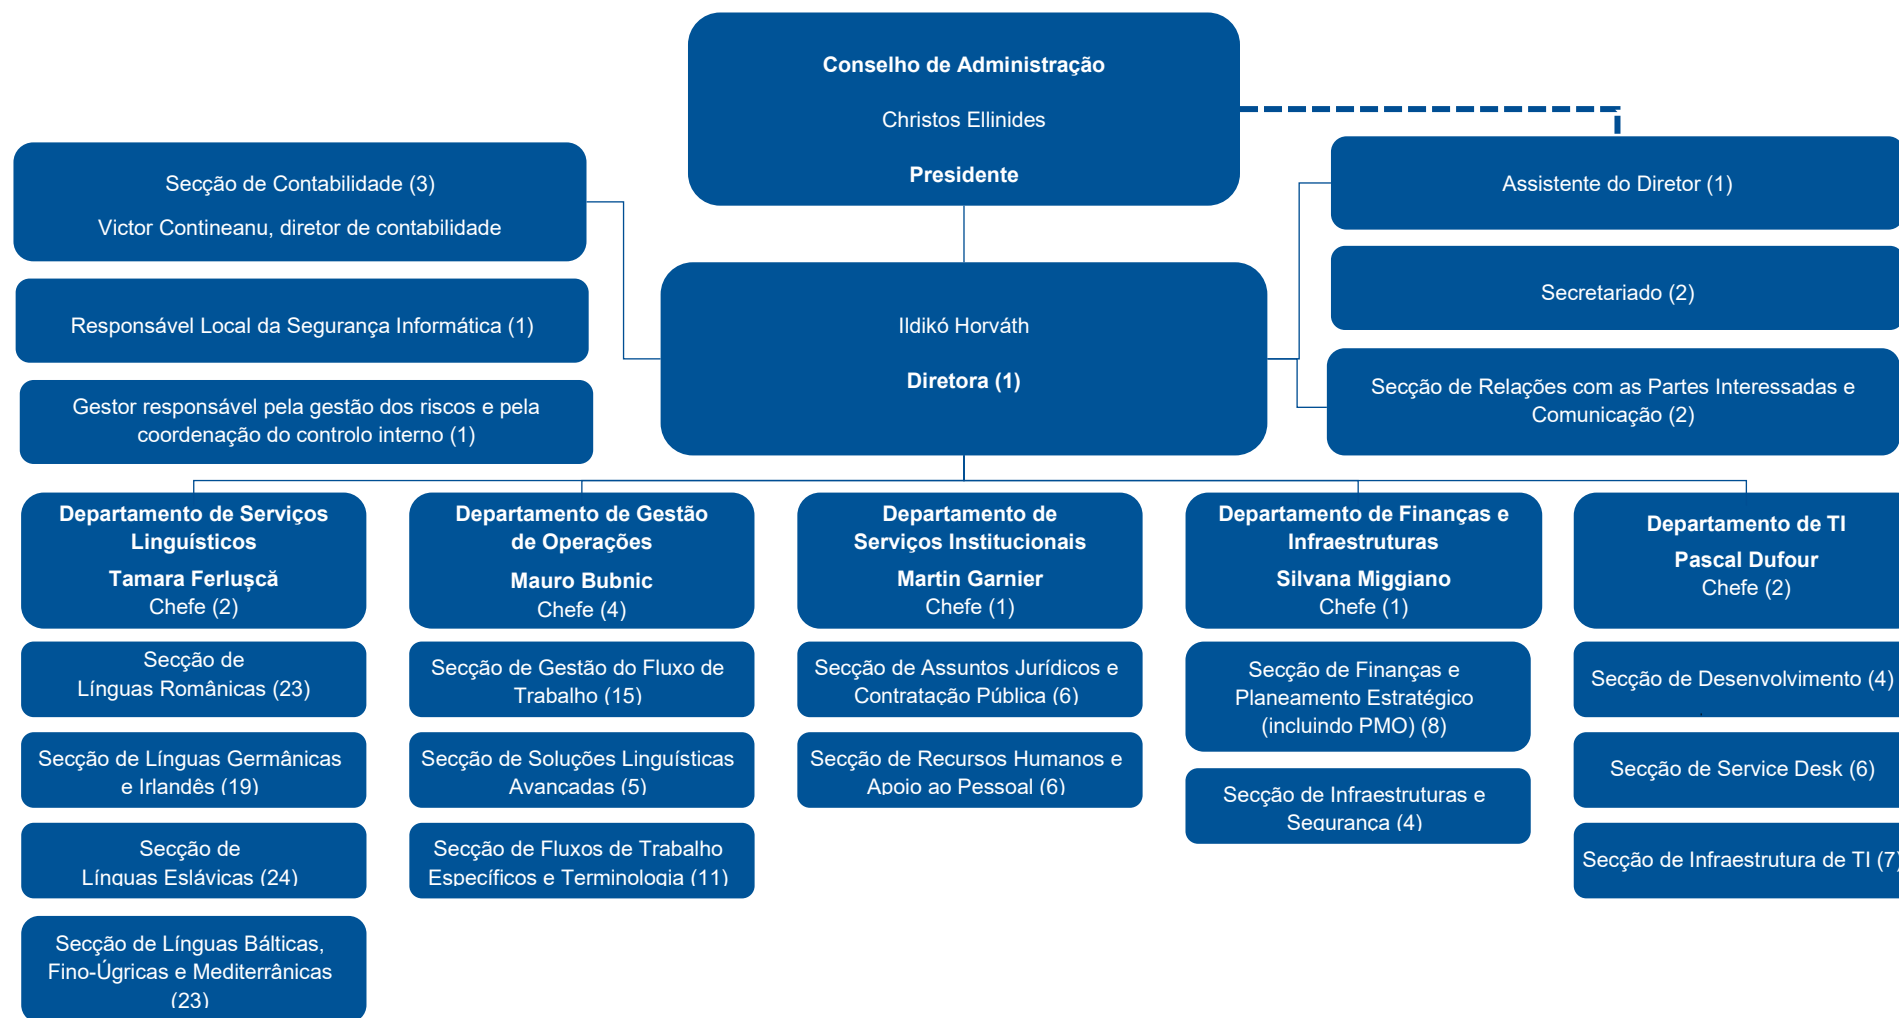 Conselho de Administração
Christos Ellinides
Presidente
Secção de Contabilidade (3)
Victor Contineanu, diretor de contabilidade
Responsável Local da Segurança Informática (1)
Gestor responsável pela gestão dos riscos e pela
coordenação do controlo interno (1)
Ildikó Horváth
Diretora (1)
Assistente do Diretor (1)
Secretariado (2)
Secção de Relações com as Partes Interessadas e
Comunicação (2)
Departamento de Serviços
Linguísticos
Tamara Ferlușcă
Chefe (2)
Secção de
Línguas Românicas (23)
Secção de Línguas Germânicas
e Irlandês (19)
Secção de
Línguas Eslávicas (24)
Secção de Línguas Bálticas,
Fino-Úgricas e Mediterrânicas
(23)
Departamento de Gestão
de Operações
Mauro Bubnic
Chefe (4)
Secção de Gestão do Fluxo de
Trabalho (15)
Secção de Soluções Linguísticas
Avançadas (5)
Secção de Fluxos de Trabalho
Específicos e Terminologia (11)
Departamento de
Serviços Institucionais
Martin Garnier
Chefe (1)
Secção de Assuntos Jurídicos e
Contratação Pública (6)
Secção de Recursos Humanos e
Apoio ao Pessoal (6)
Departamento de Finanças e
Infraestruturas
Silvana Miggiano
Chefe (1)
Secção de Finanças e
Planeamento Estratégico
(incluindo PMO) (8)
Secção de Infraestruturas e
Segurança (4)
Departamento de TI
Pascal Dufour
Chefe (2)
Secção de Desenvolvimento (4)
Secção de Service Desk (6)
Secção de Infraestrutura de TI (7)